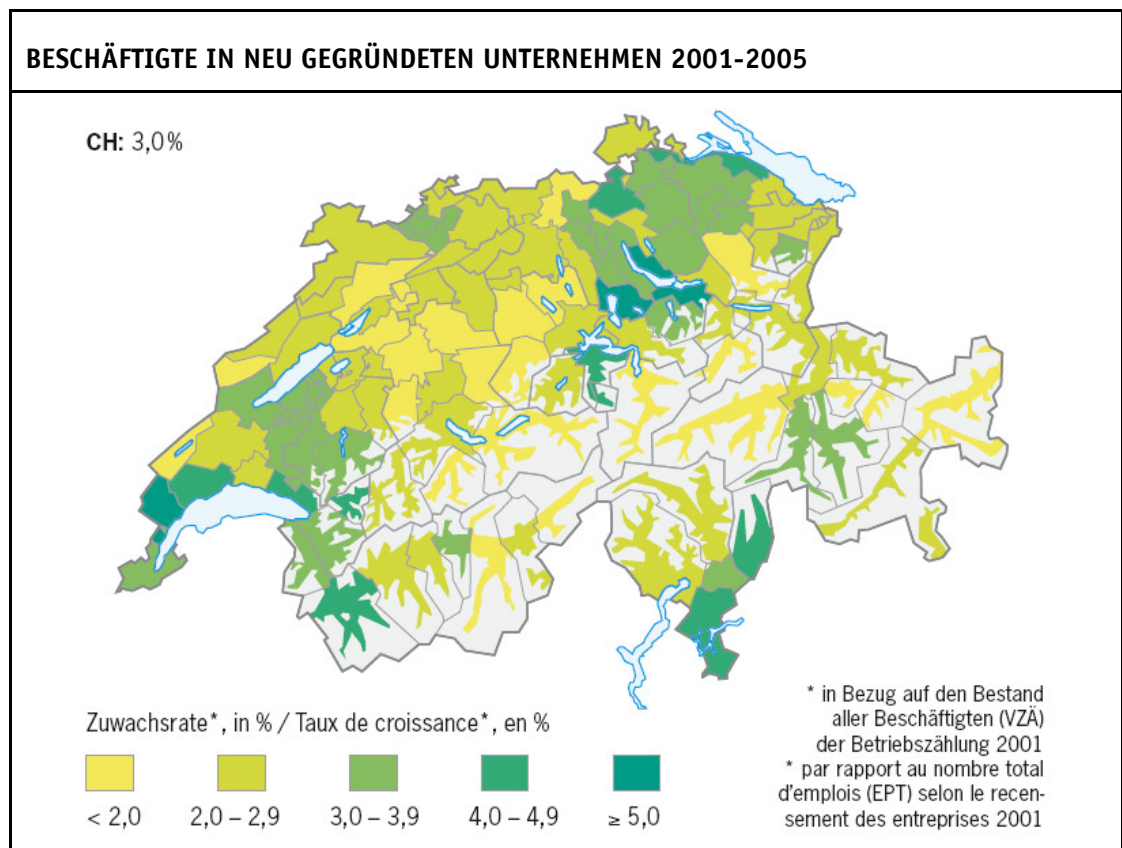 BESCHÄFTIGTE IN NEU GEGRÜNDETEN UNTERNEHMEN 2001-2005
CH: 3,0%
Zuwachsrate*, in % / Taux de croissance*, en %
< 2,0
2,0 – 2,9
3,0 – 3,9
4,0 – 4,9
≥ 5,0
* in Bezug auf den Bestand
aller Beschäftigten (VZÄ)
der Betriebszählung 2001
* par rapport au nombre total
d'emplois (EPT) selon le recen-
sement des entreprises 2001